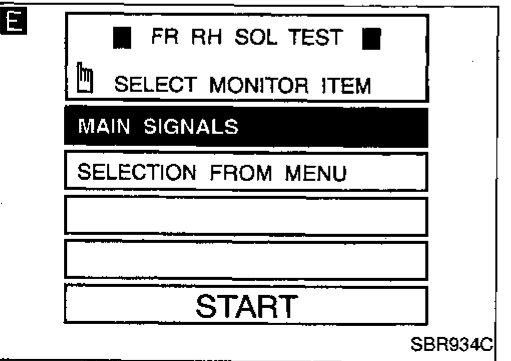 E
■ FR RH SOL TEST ■
SELECT MONITOR ITEM
MAIN SIGNALS
SELECTION FROM MENU
START
SBR934C